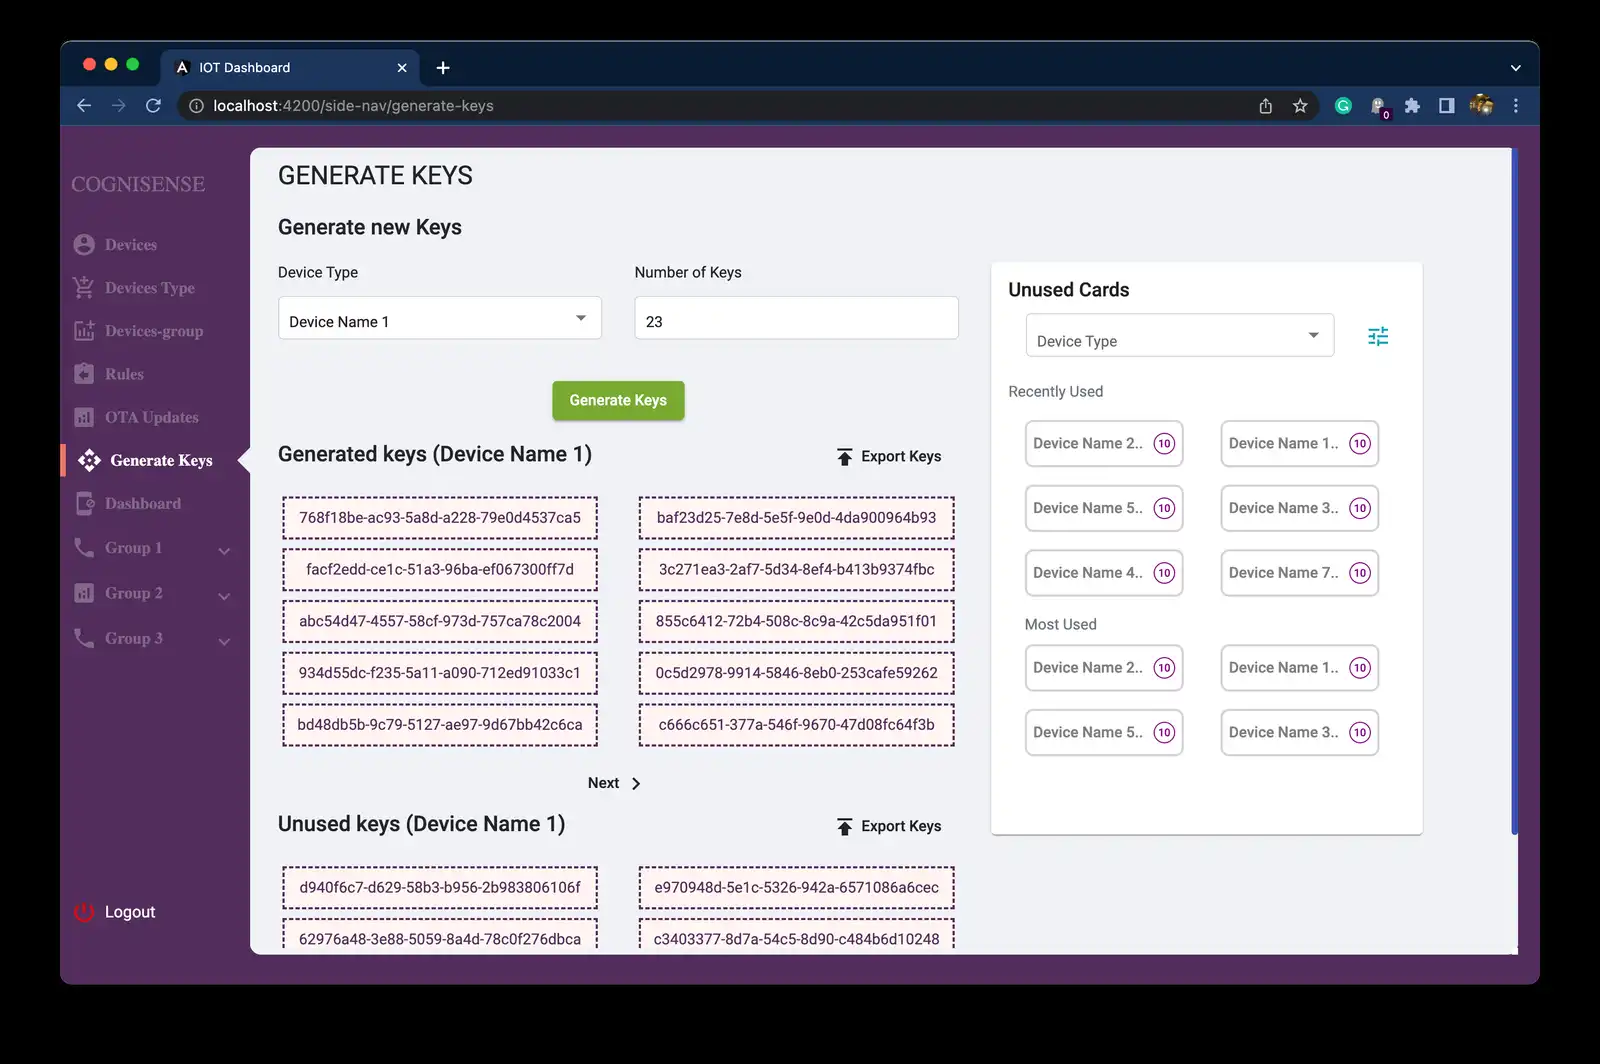 IOT Dashboard
localhost:4200/side-nav/generate-keys
0
COGNISENSE
Devices
Devices Type
Devices-group
Rules
OTA Updates
Generate Keys
Dashboard
Group 1
Group 2
Group 3
Logout
GENERATE KEYS
Generate new Keys
Device Type
Number of Keys
Device Name 1
23
Generate Keys
Generated keys (Device Name 1)
Export Keys
768f18be-ac93-5a8d-a228-79e0d4537ca5
baf23d25-7e8d-5e5f-9e0d-4da900964b93
facf2edd-ce1c-51a3-96ba-ef067300ff7d
3c271ea3-2af7-5d34-8ef4-b413b9374fbc
abc54d47-4557-58cf-973d-757ca78c2004
855c6412-72b4-508c-8c9a-42c5da951f01
934d55dc-f235-5a11-a090-712ed91033c1
0c5d2978-9914-5846-8eb0-253cafe59262
bd48db5b-9c79-5127-ae97-9d67bb42c6ca
c666c651-377a-546f-9670-47d08fc64f3b
Next
Unused keys (Device Name 1)
Export Keys
d940f6c7-d629-58b3-b956-2b983806106f
e970948d-5e1c-5326-942a-6571086a6cec
62976a48-3e88-5059-8a4d-78c0f276dbca
c3403377-8d7a-54c5-8d90-c484b6d10248
Unused Cards
Device Type
Recently Used
Device Name 2.. 10
Device Name 1.. 10
Device Name 5.. 10
Device Name 3.. 10
Device Name 4.. 10
Device Name 7.. 10
Most Used
Device Name 2.. 10
Device Name 1.. 10
Device Name 5.. 10
Device Name 3.. 10